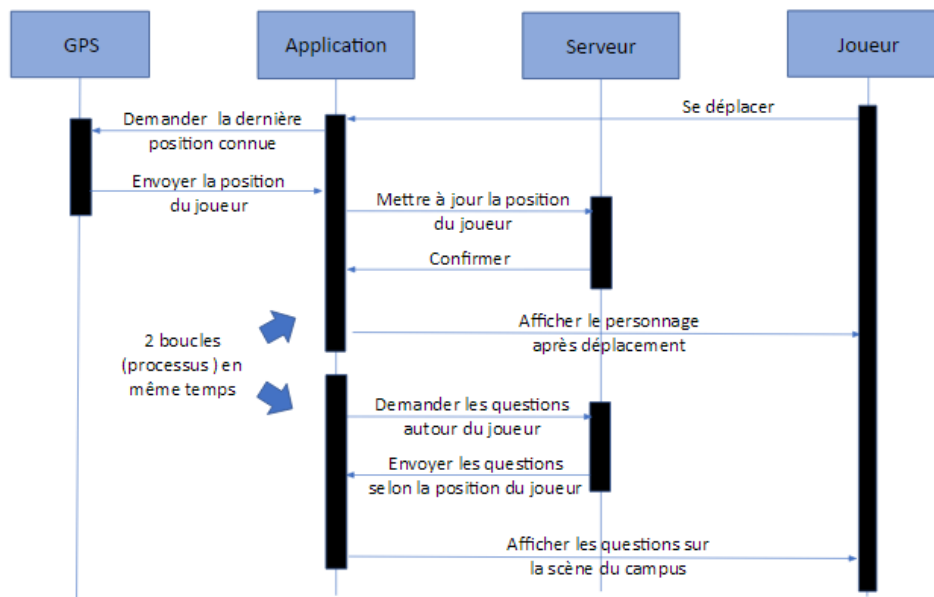 GPS
Application
Serveur
Joueur
Se déplacer
Demander la dernière
position connue
Envoyer la position
du joueur
Mettre à jour la position
du joueur
Confirmer
Afficher le personnage
après déplacement
2 boucles
(processus ) en
même temps
Demander les questions
autour du joueur
Envoyer les questions
selon la position du joueur
Afficher les questions sur
la scène du campus